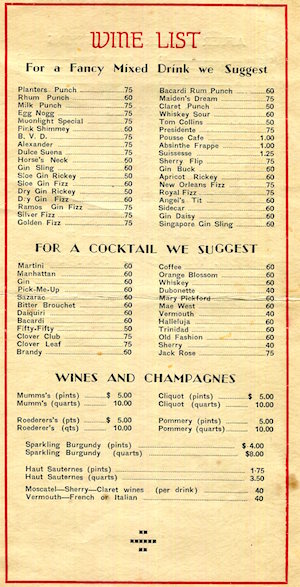 WINE LIST
For a Fancy Mixed Drink we Suggest
Planters Punch 75
Rhum Punch 60
Milk Punch 75
Egg Nogg 75
Moonlight Special 75
Pick Shimmey 60
B. V. D. 75
Alexander 75
Dulce Suena 75
Horse's Neck 50
Gin Sling 60
Sloe Gin Rickey 50
Sloe Gin Fizz 60
Dry Gin Rickey 50
Dry Gin Fizz 60
Ramos Gin Fizz 75
Silver Fizz 75
Golden Fizz 75
Bacardi Rum Punch 60
Maiden's Dream 75
Claret Punch 60
Whiskey Sour 60
Tom Collins 50
Presidente 75
Pousse Cafe 1.00
Absinthe Frappe 1.00
Suissesse 1.25
Sherry Flip 75
Gin Buck 60
Apricot Rickey 60
New Orleans Fizz 75
Royal Fizz 75
Angel's Tit 60
Sidecar 60
Gin Daisy 60
Singapore Gin Sling 60
FOR A COCKTAIL WE SUGGEST
Martini 60
Manhattan 60
Gin 60
Pick-Me-Up 60
Sazarac 60
Bitter Brouchet 60
Daiquiri 60
Bacardi 60
Fifty-Fifty 50
Clover Club 75
Clover Leaf 75
Brandy 50
Coffee 60
Orange Blossom 60
Whiskey 60
Dubonette 40
Mary Pickford 60
Mae West 60
Vermouth 40
Halleluja 60
Trinidad 50
Old Fashion 60
Sherry 40
Jack Rose 75
WINES AND CHAMPAGNES
Mumms's (pints) $ 5.00
Mumm's (quarts) 10.00
Cliquot (pints) $ 5.00
Cliquot (quarts) 10.00
Roederers's (pts) 5.00
Roederer's (qts) 10.00
Pommery (pints) 5.00
Pommery (quarts) 10.00
Sparkling Burgundy (pints) $ 4.00
Sparkling Burgundy (quarts) $8.00
Haut Sauternes (pints) 1-75
Haut Sauternes (quarts) 3.50
Moscatel—Sherry—Claret wines (per drink) 40
Vermouth—French or Italian 40